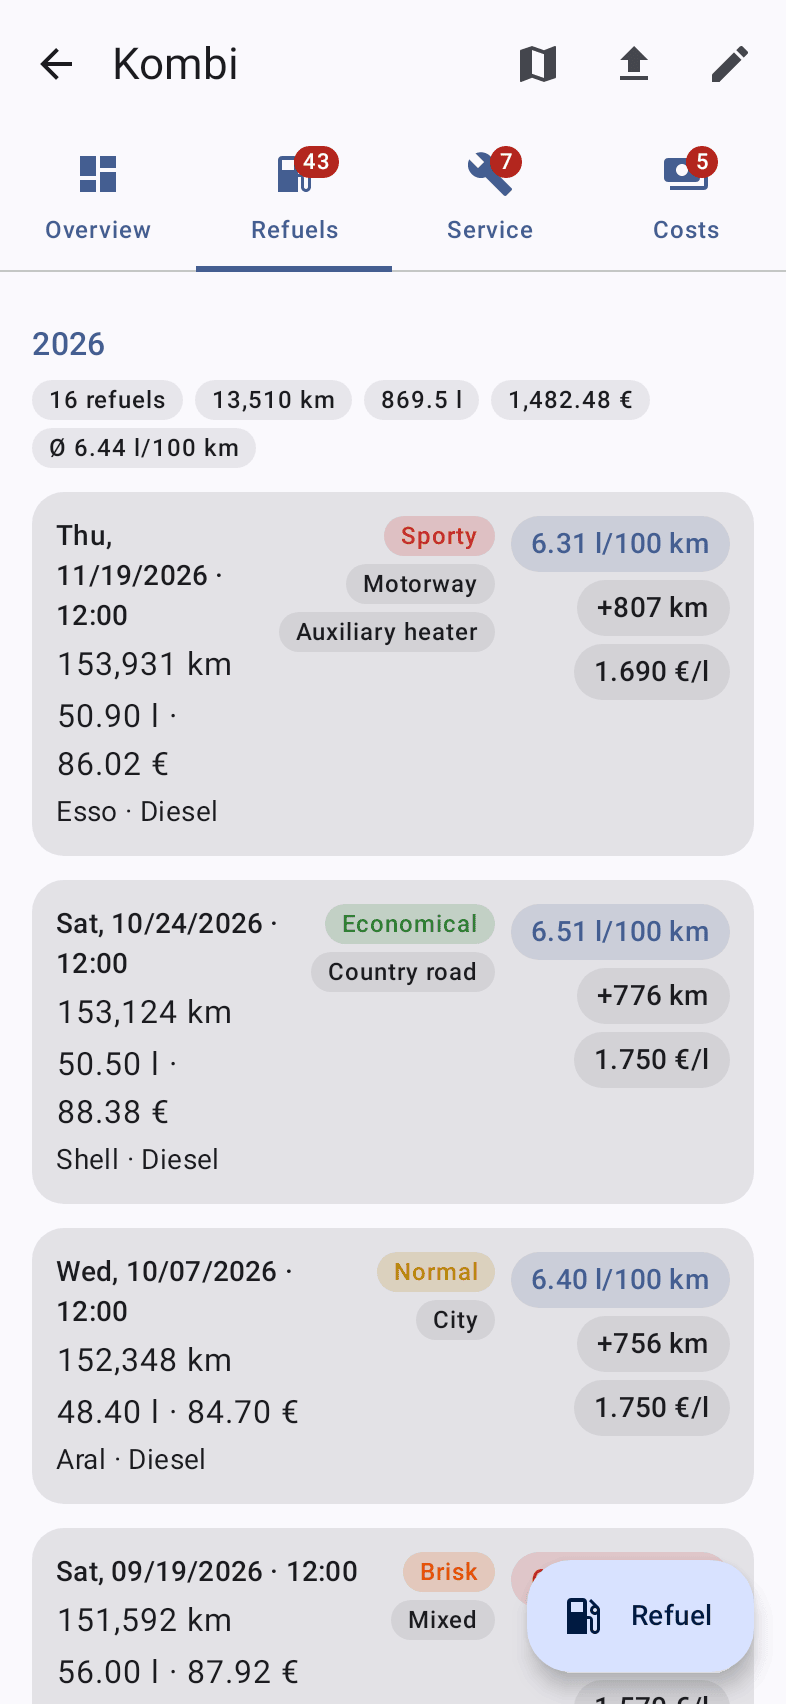 Kombi
43
7
5
Overview
Refuels
Service
Costs
2026
16 refuels
13,510 km
869.5 l
1,482.48 €
Ø 6.44 l/100 km
Thu,
11/19/2026 ·
12:00
153,931 km
50.90 l ·
86.02 €
Esso · Diesel
Sporty
Motorway
Auxiliary heater
6.31 l/100 km
+807 km
1.690 €/l
Sat, 10/24/2026 ·
12:00
153,124 km
50.50 l ·
88.38 €
Shell · Diesel
Economical
Country road
6.51 l/100 km
+776 km
1.750 €/l
Wed, 10/07/2026 ·
12:00
152,348 km
48.40 l · 84.70 €
Aral · Diesel
Normal
City
6.40 l/100 km
+756 km
1.750 €/l
Sat, 09/19/2026 · 12:00
151,592 km
56.00 l · 87.92 €
Brisk
Mixed
Refuel